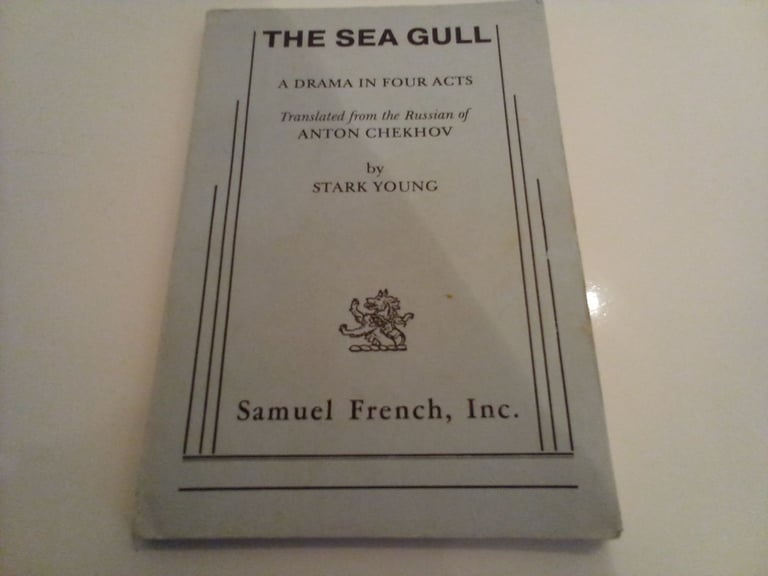 THE SEA GULL
A DRAMA IN FOUR ACTS
Translated from the Russian of
ANTON CHEKHOV
by
STARK YOUNG
Samuel French, Inc.